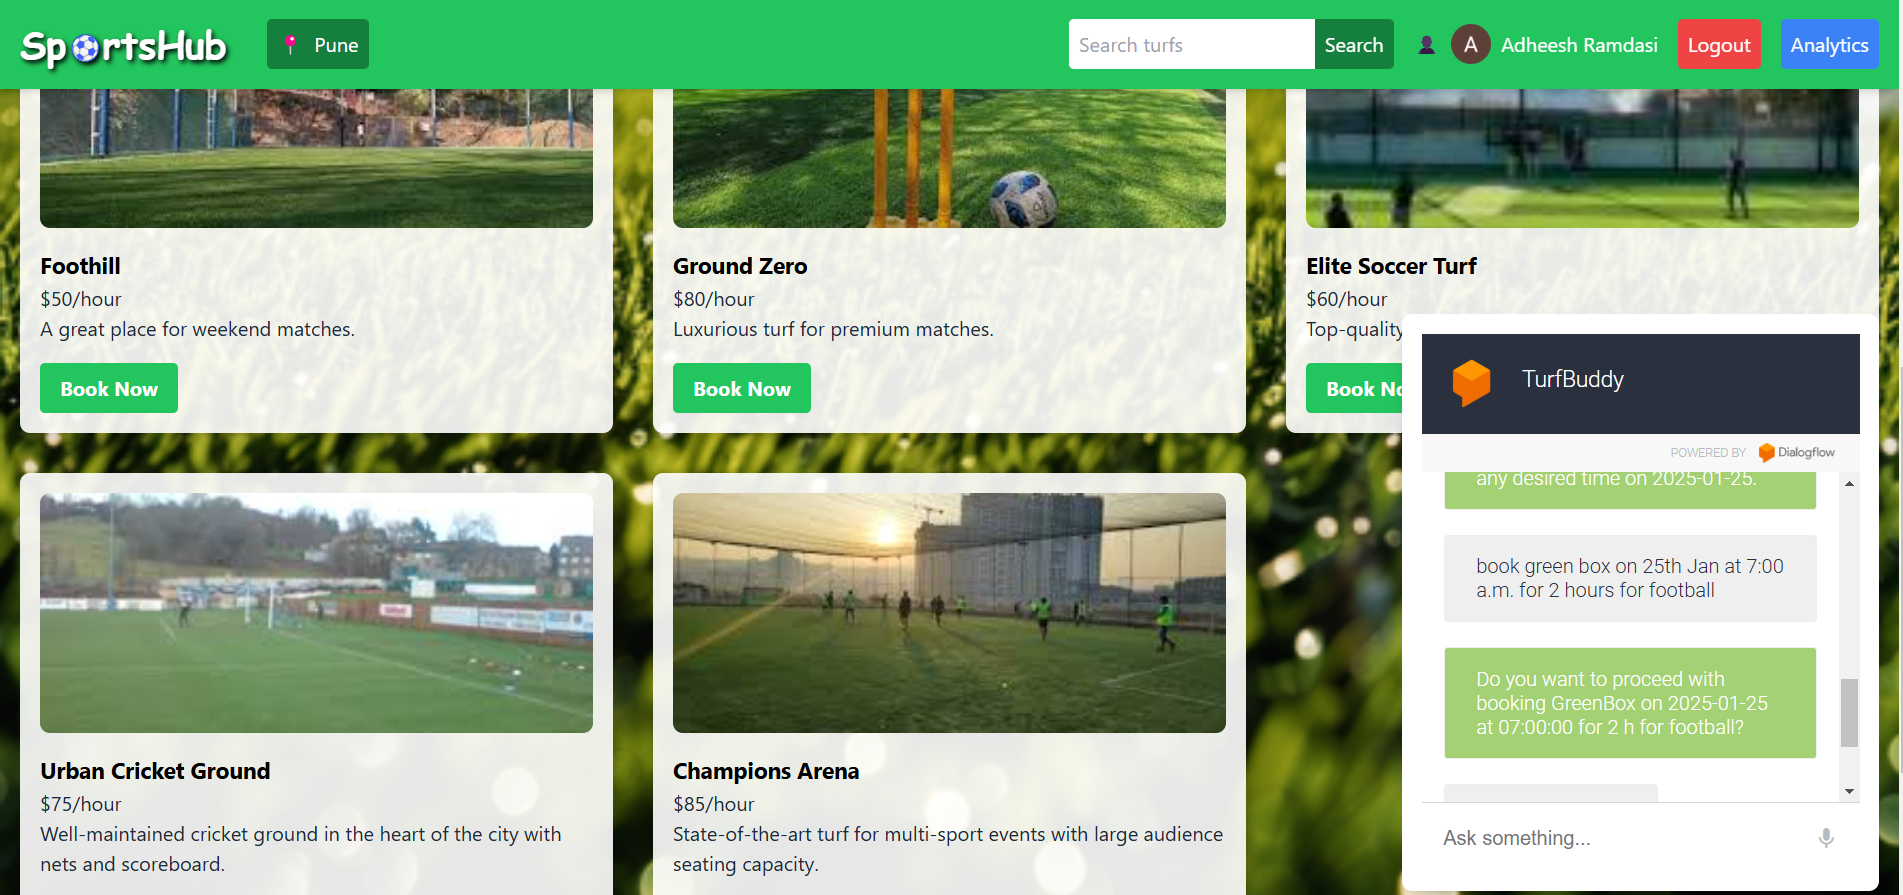 SportsHub
Pune
Search turfs
Search
A
Adheesh Ramdasi
Logout
Analytics
Foothill
$50/hour
A great place for weekend matches.
Book Now
Ground Zero
$80/hour
Luxurious turf for premium matches.
Book Now
Elite Soccer Turf
$60/hour
Top-quality
Book
Urban Cricket Ground
$75/hour
Well-maintained cricket ground in the heart of the city with
nets and scoreboard.
Champions Arena
$85/hour
State-of-the-art turf for multi-sport events with large audience
seating capacity.
TurfBuddy
POWERED BY Dialogflow
any desired time on 2025-01-25.
book green box on 25th Jan at 7:00
a.m. for 2 hours for football
Do you want to proceed with
booking GreenBox on 2025-01-25
at 07:00:00 for 2 h for football?
Ask something...